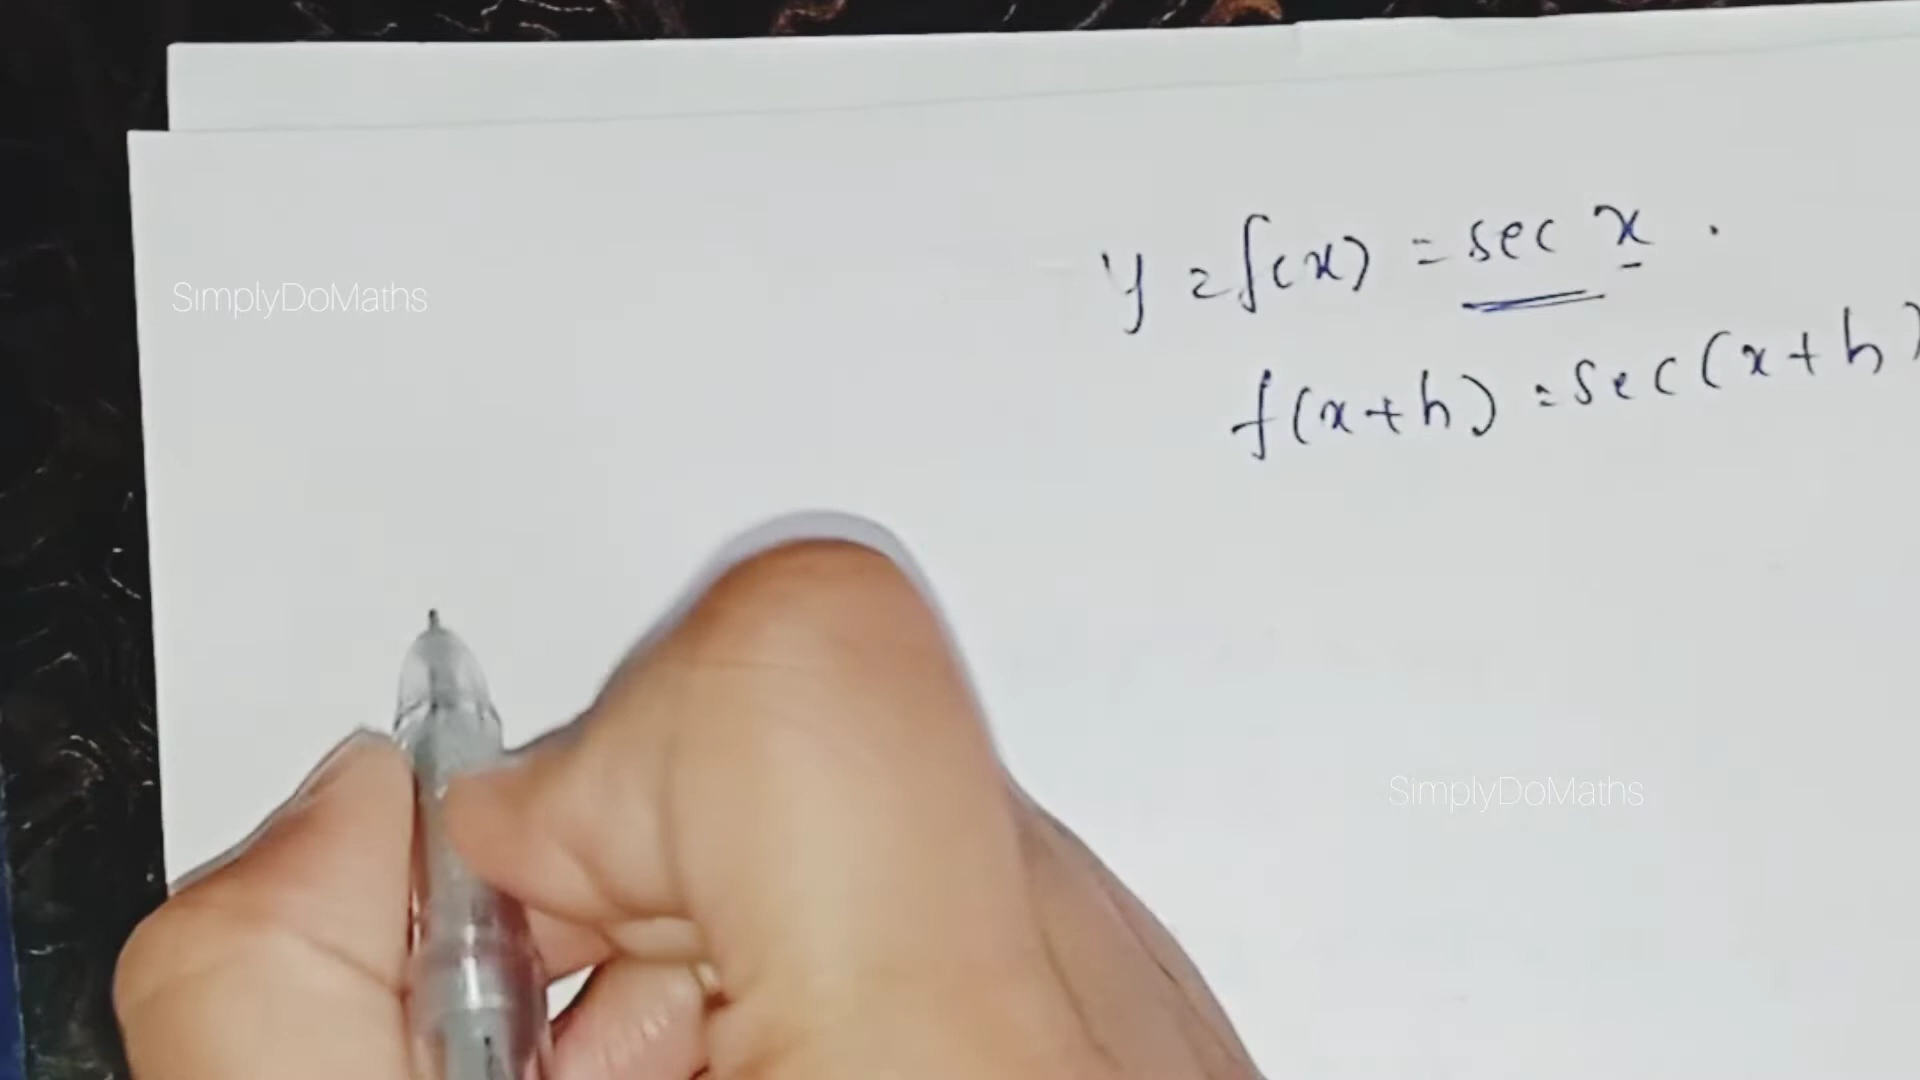 y = f(x) = sec x .
SimplyDoMaths
f(x+h) = sec(x+h)
SimplyDoMaths